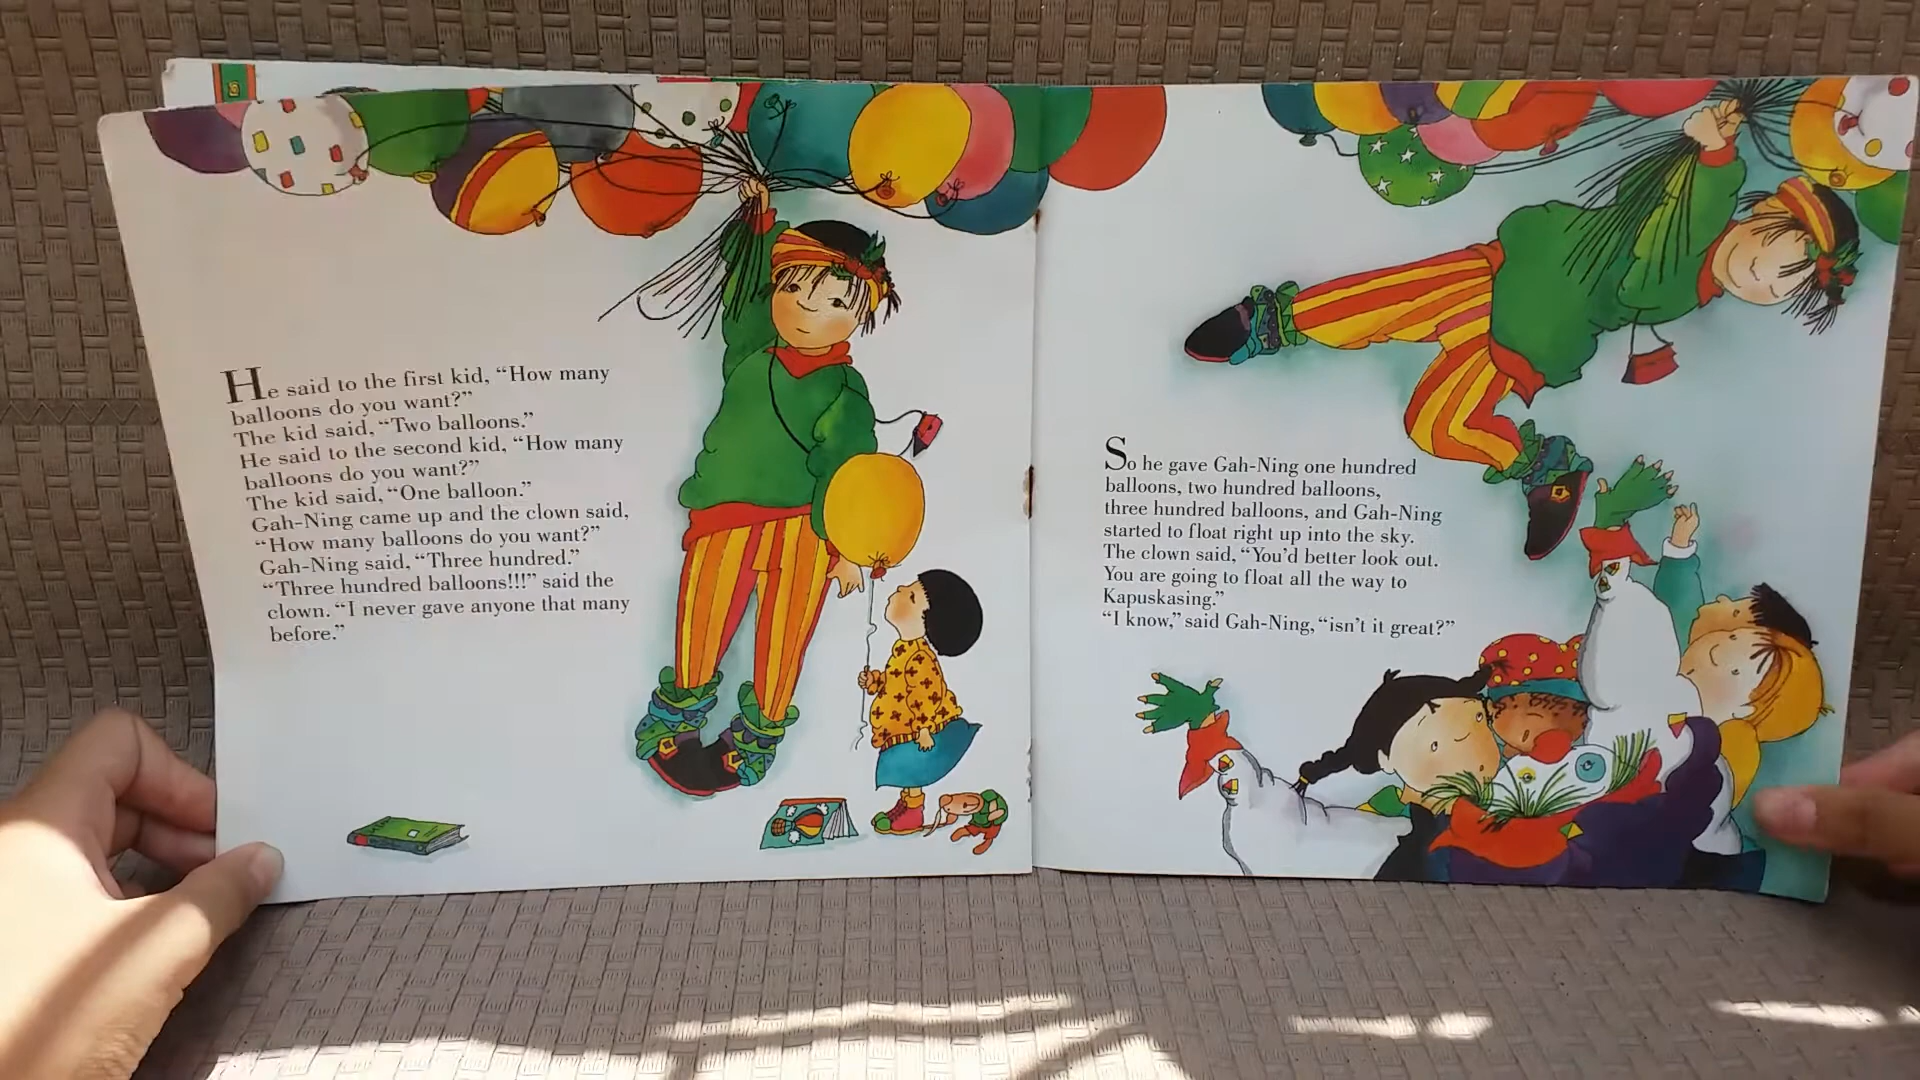 He said to the first kid, “How many
balloons do you want?”
The kid said, “Two balloons.”
He said to the second kid, “How many
balloons do you want?”
The kid said, “One balloon.”
Gah-Ning came up and the clown said,
“How many balloons do you want?”
Gah-Ning said, “Three hundred.”
“Three hundred balloons!!!” said the
clown. “I never gave anyone that many
before.”
So he gave Gah-Ning one hundred
balloons, two hundred balloons,
three hundred balloons, and Gah-Ning
started to float right up into the sky.
The clown said, “You’d better look out.
You are going to float all the way to
Kapuskasing.”
“I know,” said Gah-Ning, “isn’t it great?”